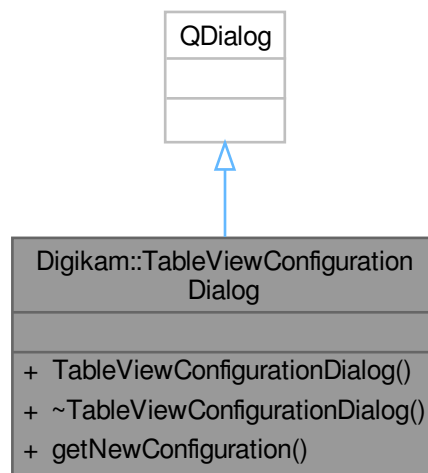 QDialog
Digikam::TableViewConfiguration
Dialog
+ TableViewConfigurationDialog()
+ ~TableViewConfigurationDialog()
+ getNewConfiguration()